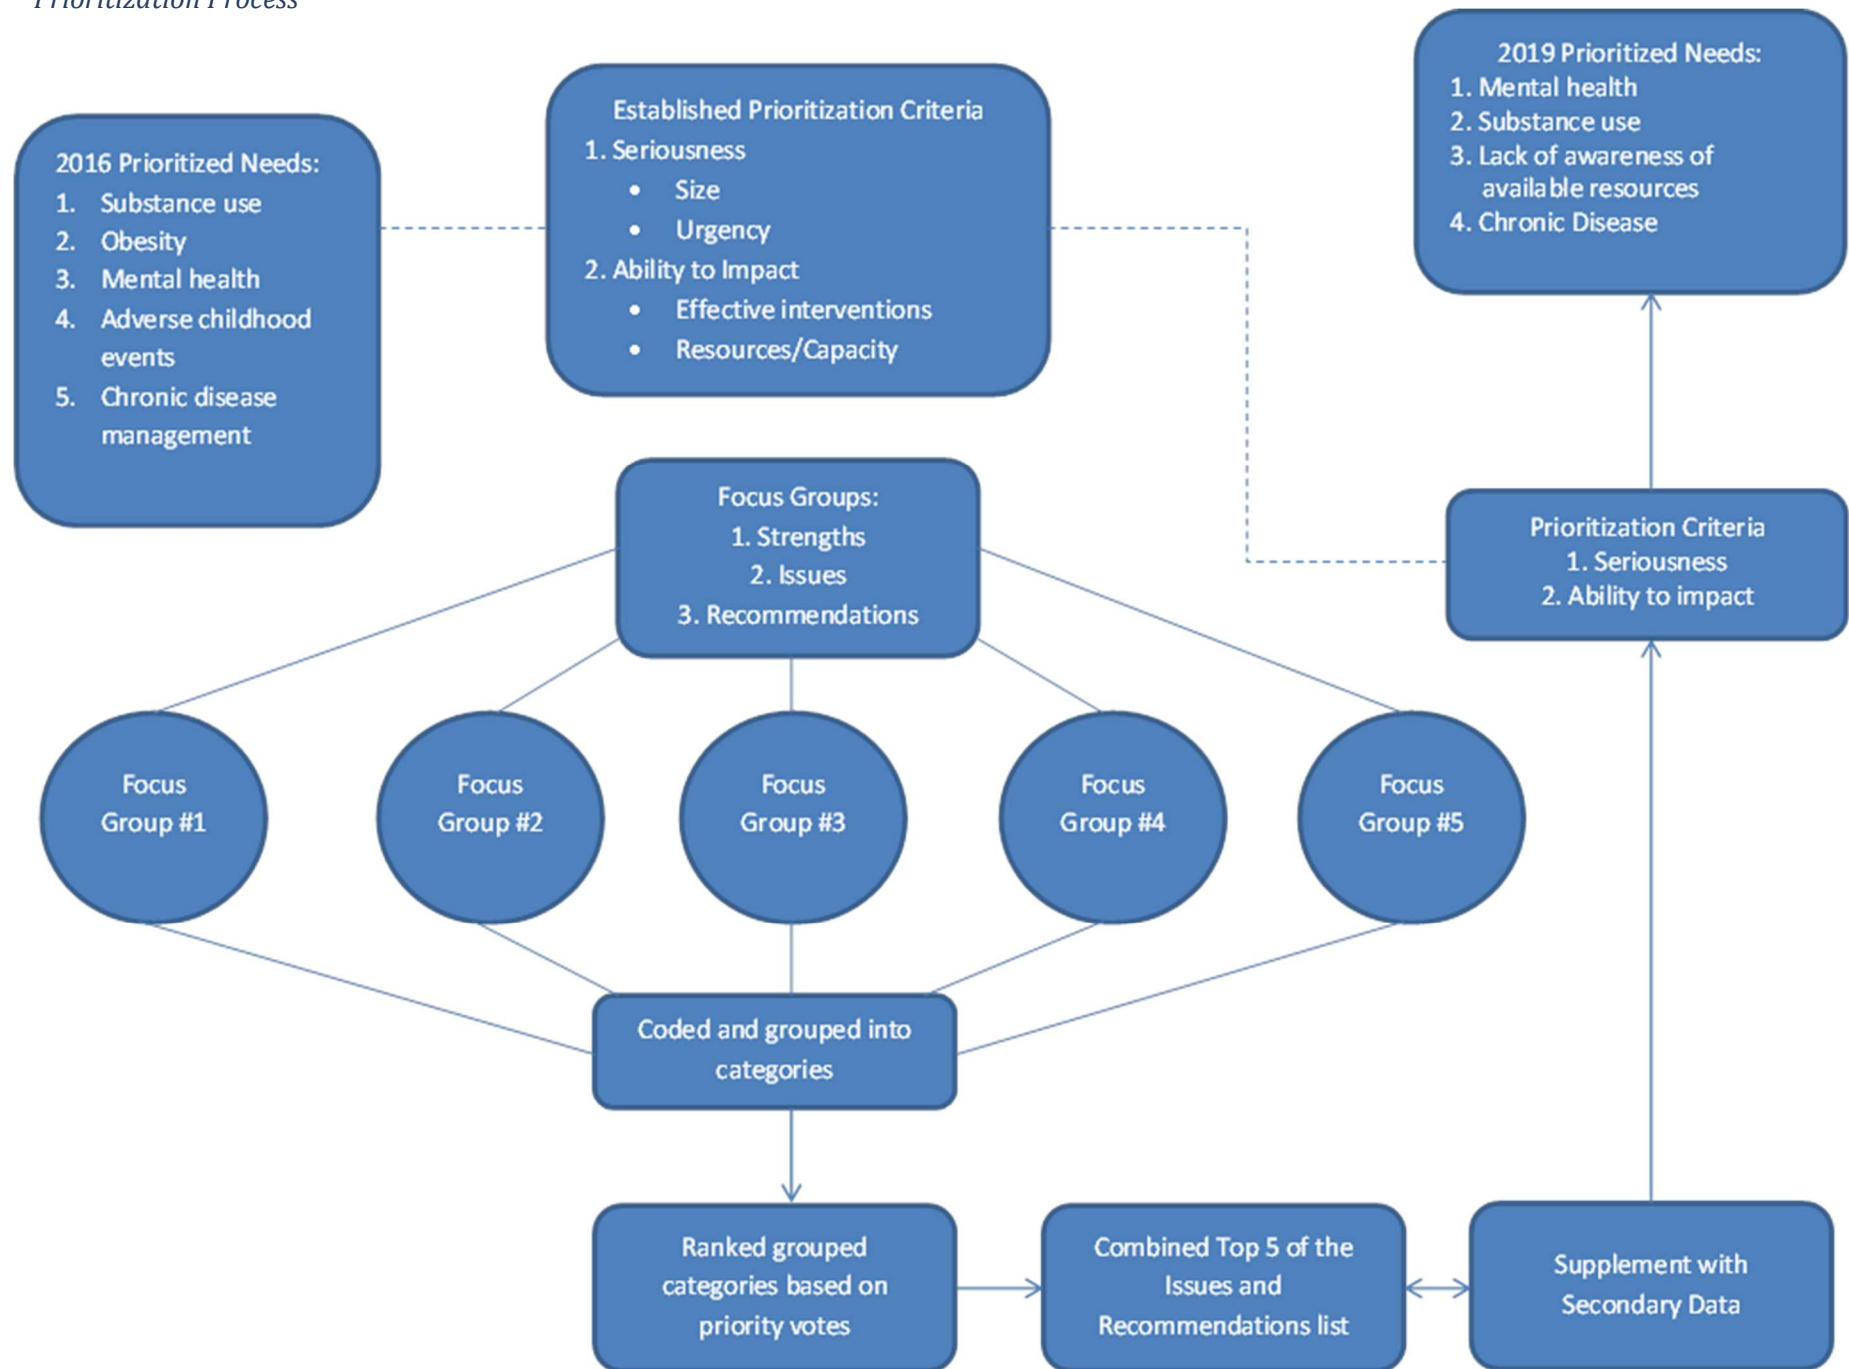 Prioritization Process
2016 Prioritized Needs:
1. Substance use
2. Obesity
3. Mental health
4. Adverse childhood
events
5. Chronic disease
management
Established Prioritization Criteria
1. Seriousness
• Size
• Urgency
2. Ability to Impact
• Effective interventions
• Resources/Capacity
2019 Prioritized Needs:
1. Mental health
2. Substance use
3. Lack of awareness of
available resources
4. Chronic Disease
Focus Groups:
1. Strengths
2. Issues
3. Recommendations
Prioritization Criteria
1. Seriousness
2. Ability to impact
Focus
Group #1
Focus
Group #2
Focus
Group #3
Focus
Group #4
Focus
Group #5
Coded and grouped into
categories
Ranked grouped
categories based on
priority votes
Combined Top 5 of the
Issues and
Recommendations list
Supplement with
Secondary Data